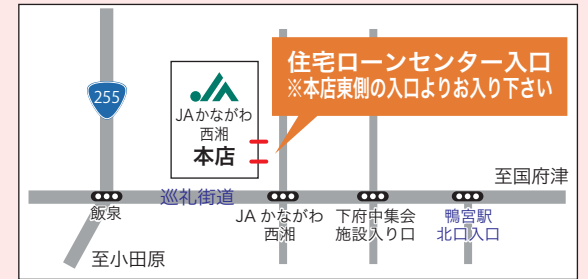 住宅ローンセンター入口
※本店東側の入口よりお入り下さい
255
JAかながわ
西湘
本店
至国府津
巡礼街道
飯泉
JA かながわ
西湘
下府中集会
施設入り口
鴨宮駅
北口入口
至小田原